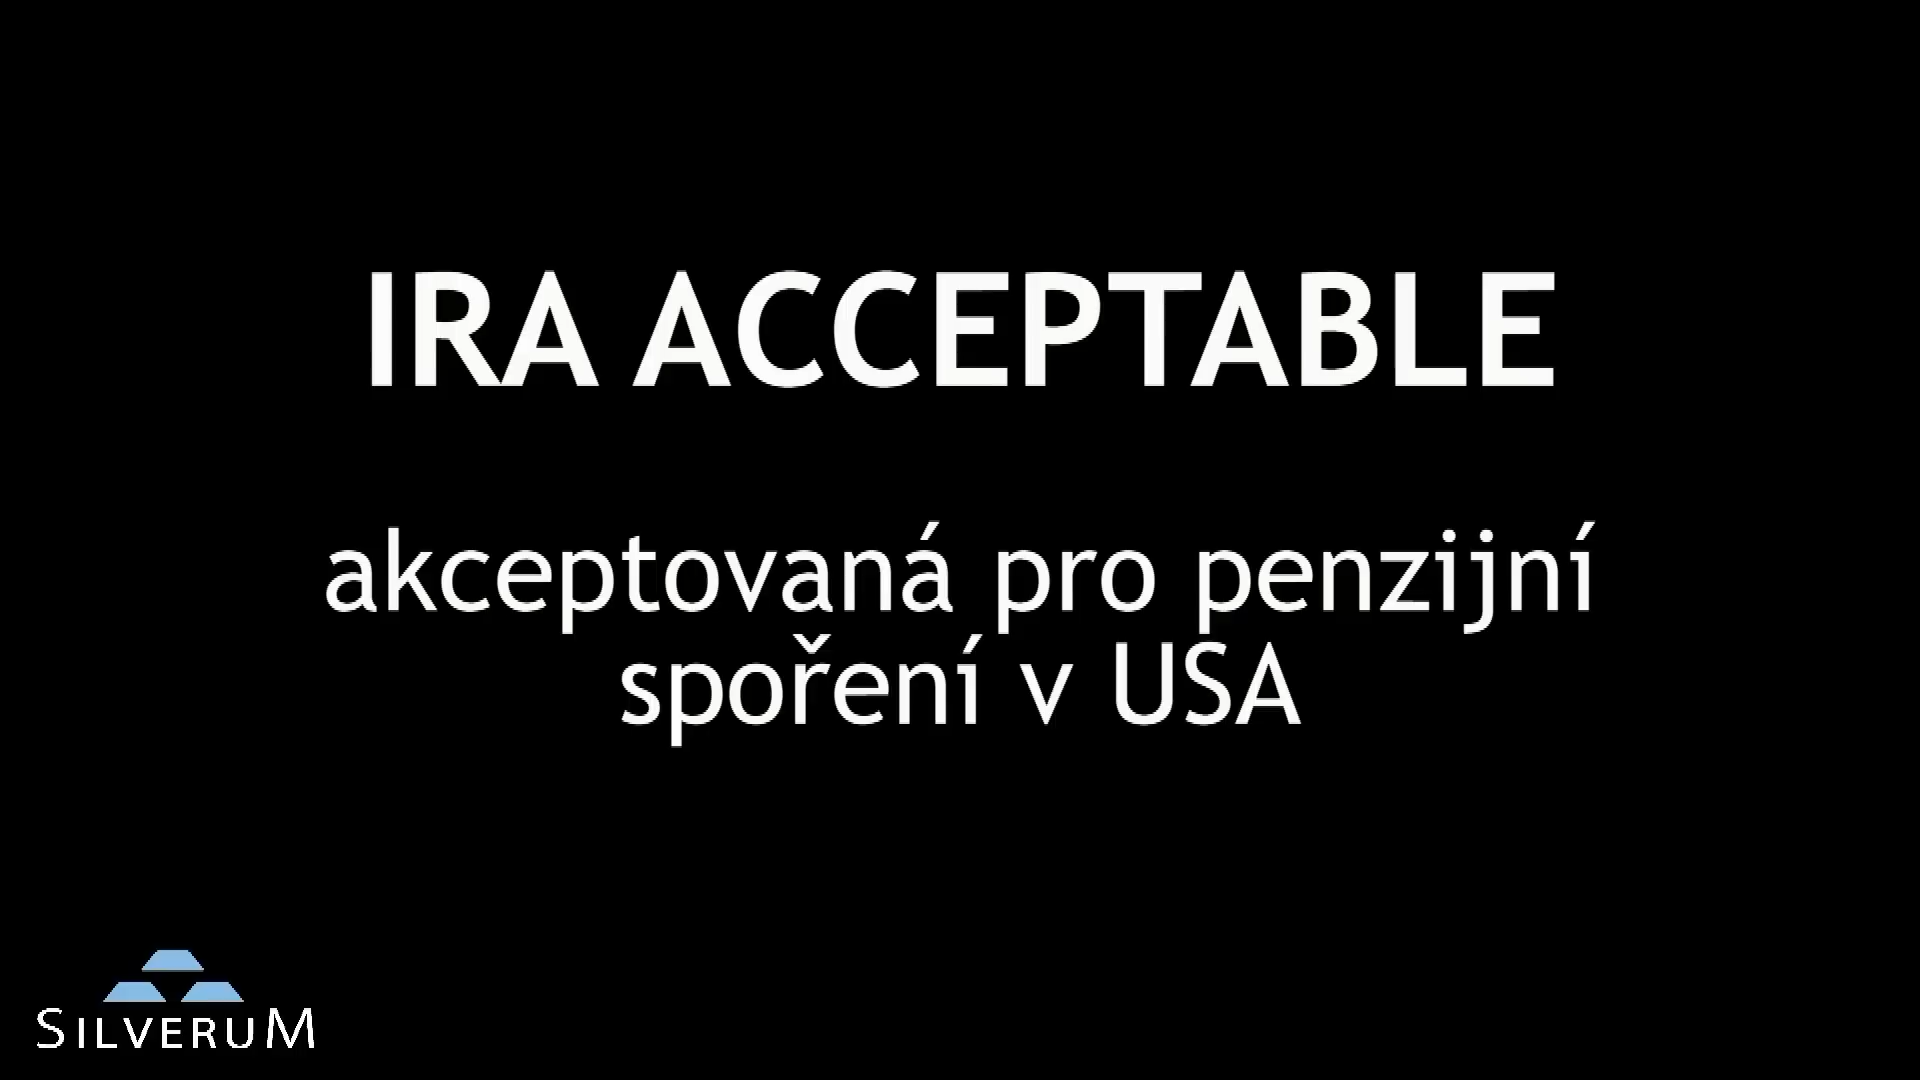 IRA ACCEPTABLE
akceptovaná pro penzijní
spoření v USA
SILVERUM